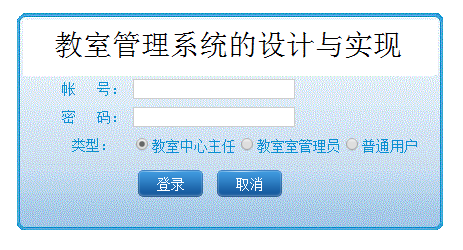 教室管理系统的设计与实现
帐 号：
密 码：
类型： 教室中心主任 教室室管理员 普通用户
登录 取消